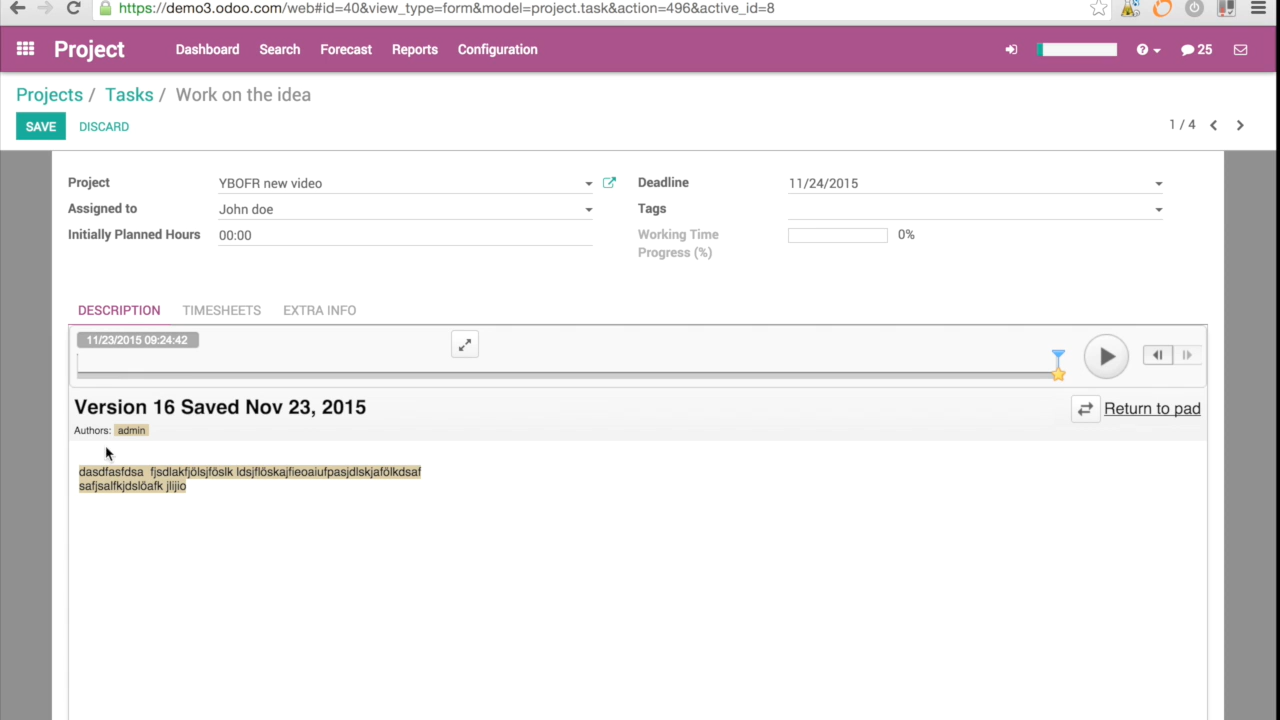 https://demo3.odoo.com/web#id=40&view_type=form&model=project.task&action=496&active_id=8
Project Dashboard Search Forecast Reports Configuration 25
Projects / Tasks / Work on the idea
SAVE DISCARD 1 / 4
Project YBOFR new video Deadline 11/24/2015
Assigned to John doe Tags
Initially Planned Hours 00:00 Working Time Progress (%) 0%
DESCRIPTION TIMESHEETS EXTRA INFO
11/23/2015 09:24:42
Version 16 Saved Nov 23, 2015 Return to pad
Authors: admin
dasdfasfdsa fjsdlakfjölsjföslk ldsjflöskajfieoaiufpasjdlskjafölkdsaf
safjsalfkjdslöafk jlijio